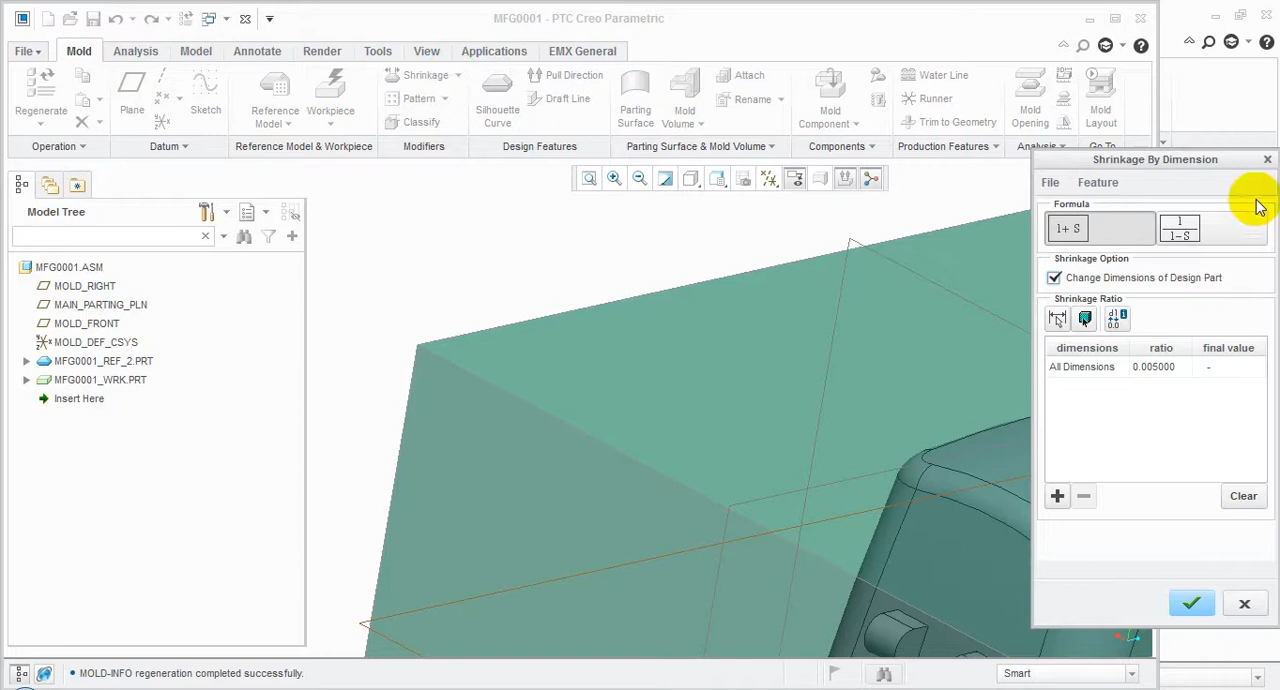 MFG0001 - PTC Creo Parametric
File Mold Analysis Model Annotate Render Tools View Applications EMX General
Regenerate
Plane
Sketch
Reference Model
Workpiece
Shrinkage
Pattern
Classify
Silhouette Curve
Pull Direction
Draft Line
Parting Surface
Mold Volume
Attach
Rename
Mold Component
Water Line
Runner
Trim to Geometry
Mold Opening
Mold Layout
Operation Datum Reference Model & Workpiece Modifiers Design Features Parting Surface & Mold Volume Components Production Features Analysis Go To
Model Tree
MFG0001.ASM
MOLD_RIGHT
MAIN_PARTING_PLN
MOLD_FRONT
MOLD_DEF_CSYS
MFG0001_REF_2.PRT
MFG0001_WRK.PRT
Insert Here
Shrinkage By Dimension
File Feature
Formula
1+ S
1
1-S
Shrinkage Option
Change Dimensions of Design Part
Shrinkage Ratio
d1
0.0
dimensions ratio final value
All Dimensions 0.005000 -
Clear
• MOLD-INFO regeneration completed successfully.
Smart